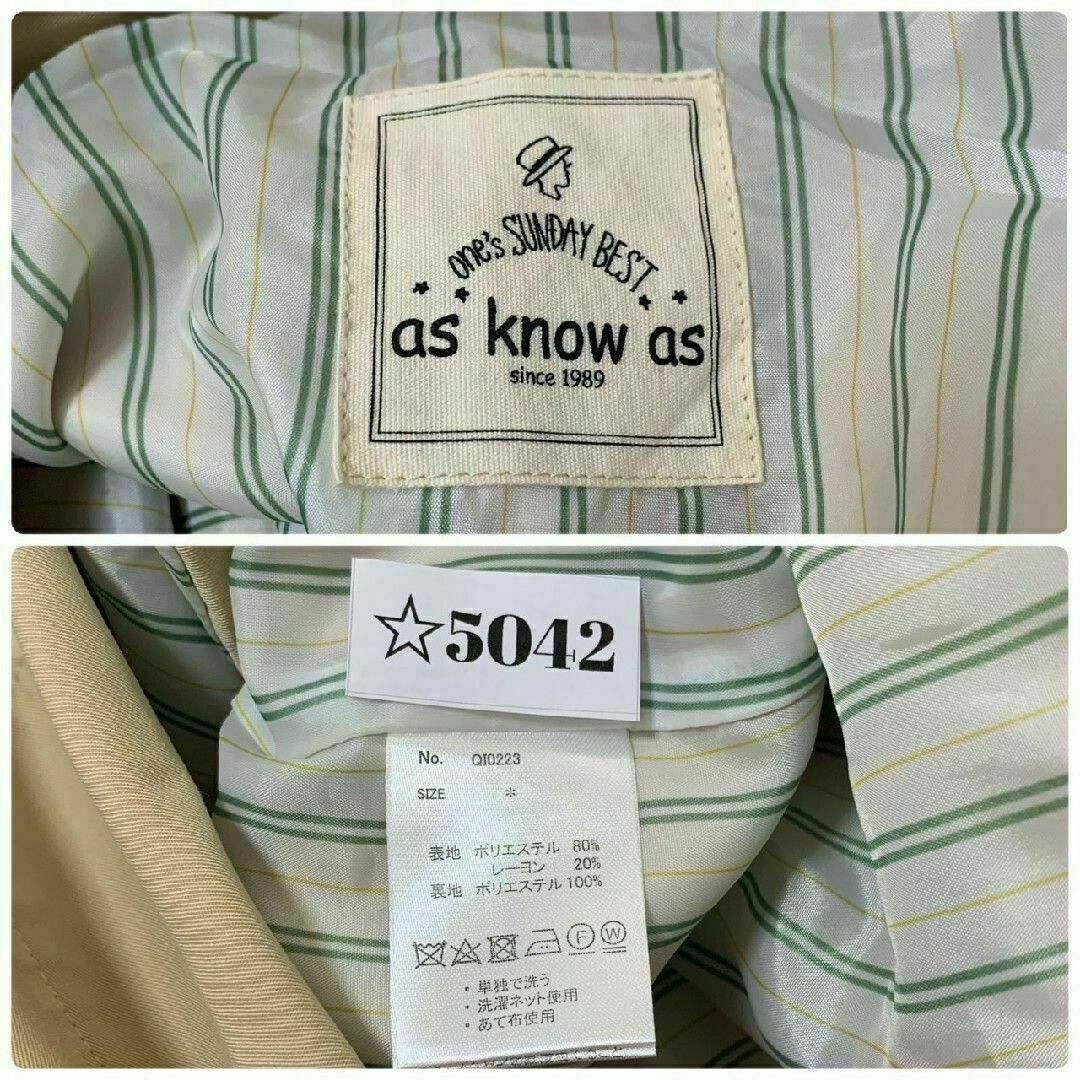 one's SUNDAY BEST
as know as
since 1989
☆5042
No. QI0223
SIZE *
表地 ポリエステル 80%
レーヨン 20%
裏地 ポリエステル 100%
F W
・単独で洗う
・洗濯ネット使用
・あて布使用